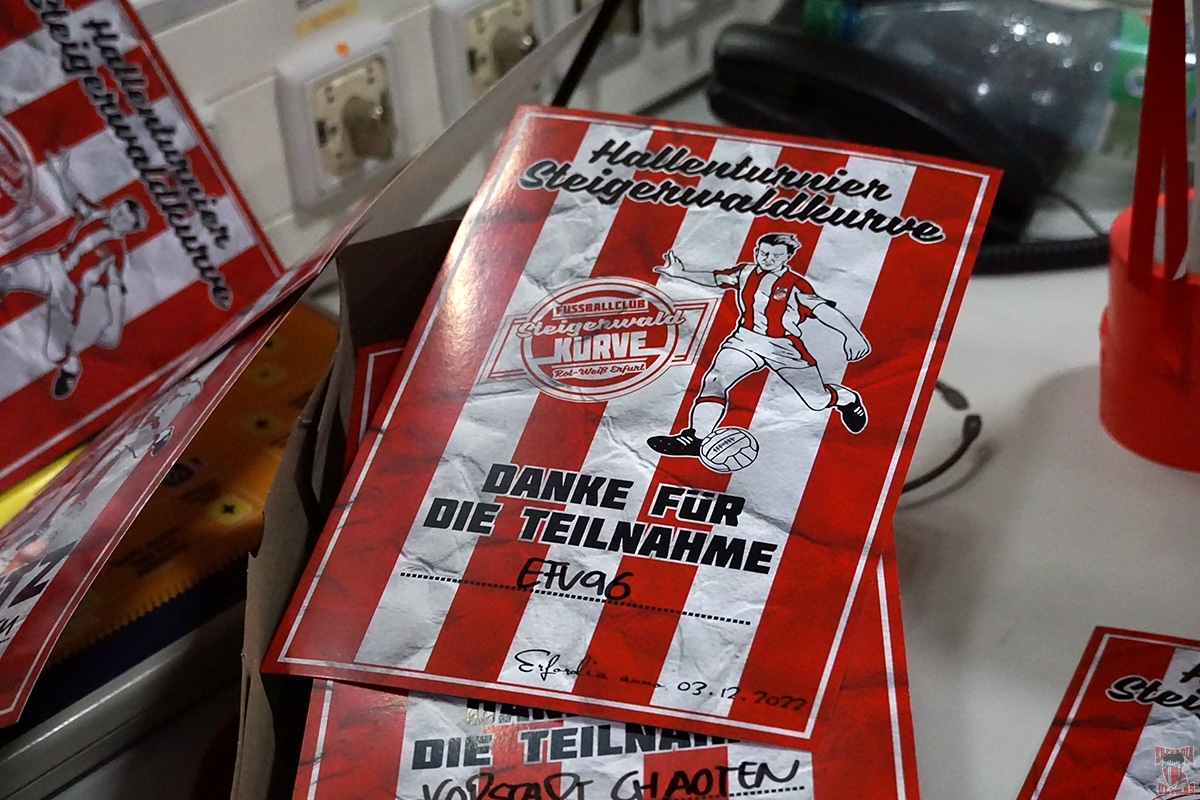 Hallenturnier
Steigerwaldkurve
Hallenturnier
Steigerwaldkurve
FUSSBALLCLUB
Steigerwald
KURVE
Rot-Weiß Erfurt
DANKE FÜR
DIE TEILNAHME
EFV96
Erfordia anno 03.12.2022
DIE TEILNAHM
VORSTADT CHAOTEN